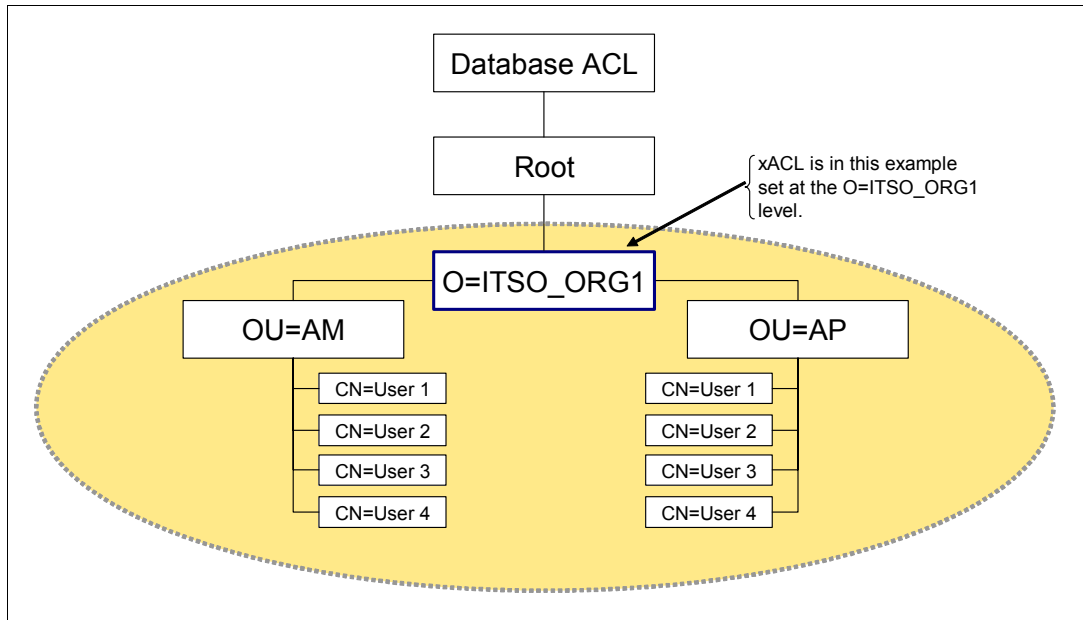 Database ACL
Root
xACL is in this example
set at the O=ITSO_ORG1
level.
O=ITSO_ORG1
OU=AM
OU=AP
CN=User 1
CN=User 1
CN=User 2
CN=User 2
CN=User 3
CN=User 3
CN=User 4
CN=User 4